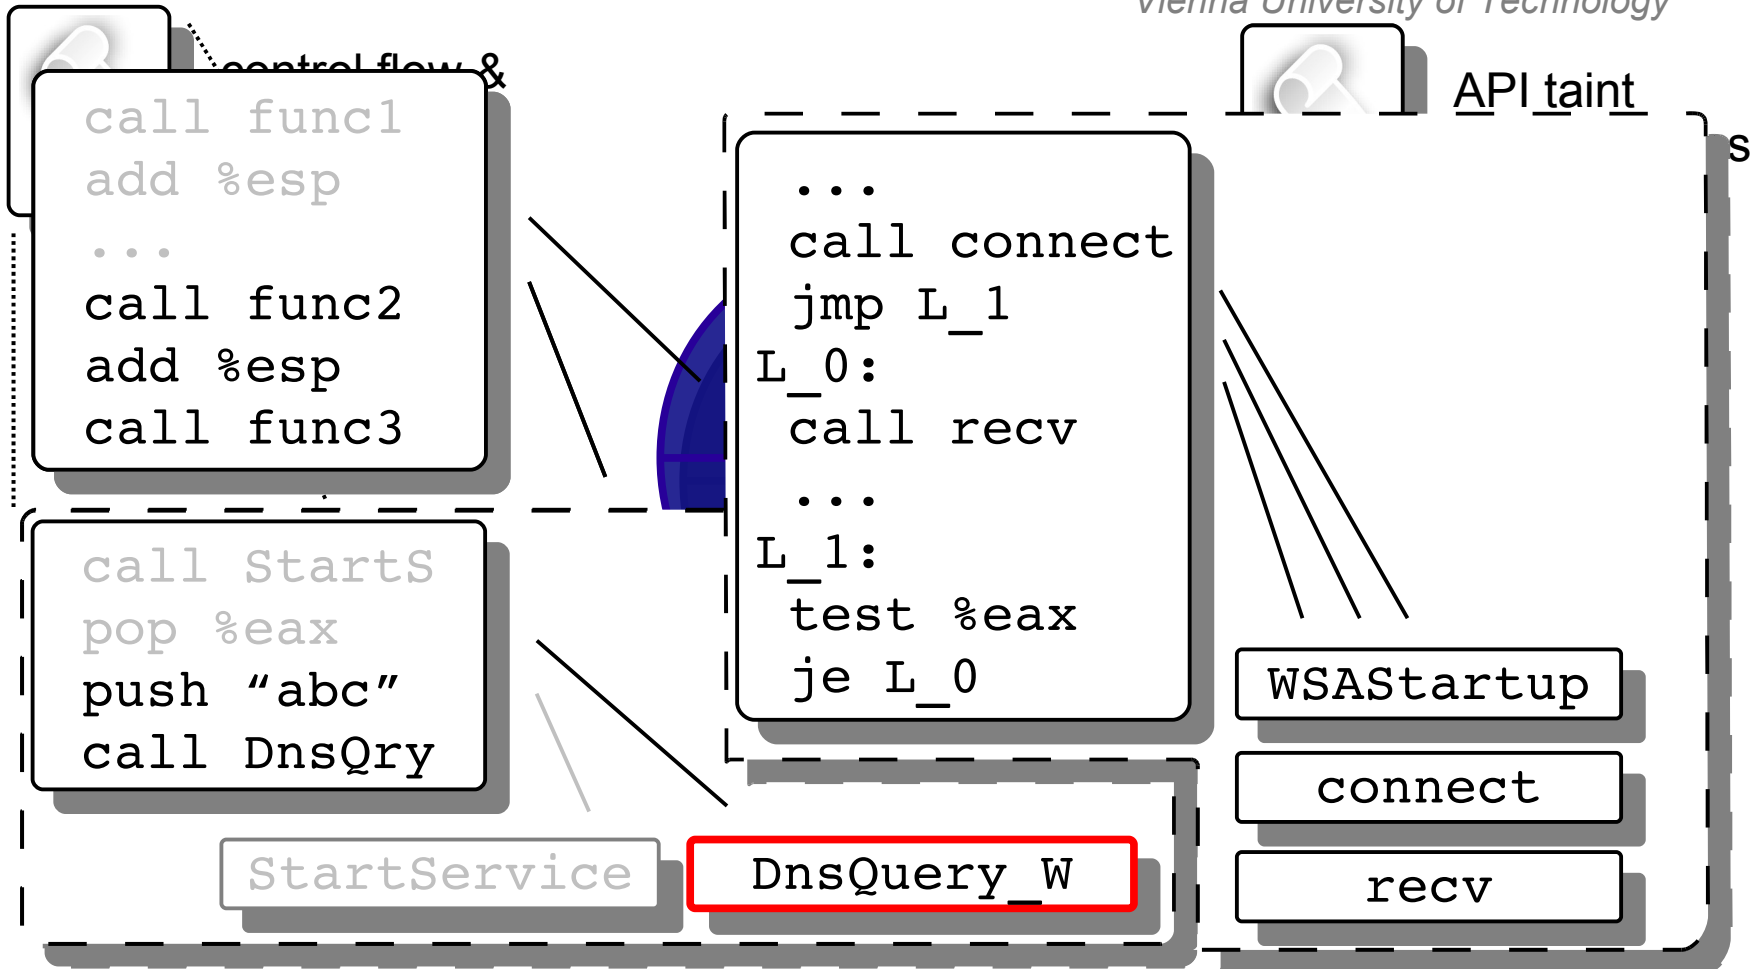 Vienna University of Technology
control flow &
API taint
s
call func1
add %esp
...
call func2
add %esp
call func3
...
call connect
jmp L_1
L_0:
call recv
...
L_1:
test %eax
je L_0
call StartS
pop %eax
push “abc”
call DnsQry
StartService
DnsQuery_W
WSAStartup
connect
recv